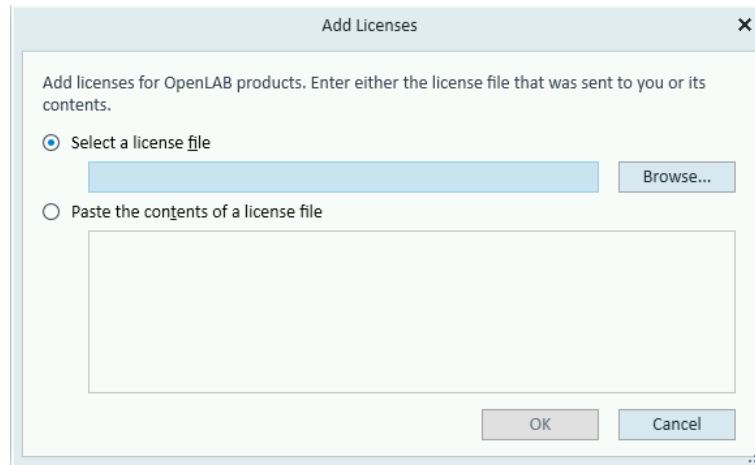 Add Licenses
Add licenses for OpenLAB products. Enter either the license file that was sent to you or its
contents.
Select a license file
Browse...
Paste the contents of a license file
OK
Cancel